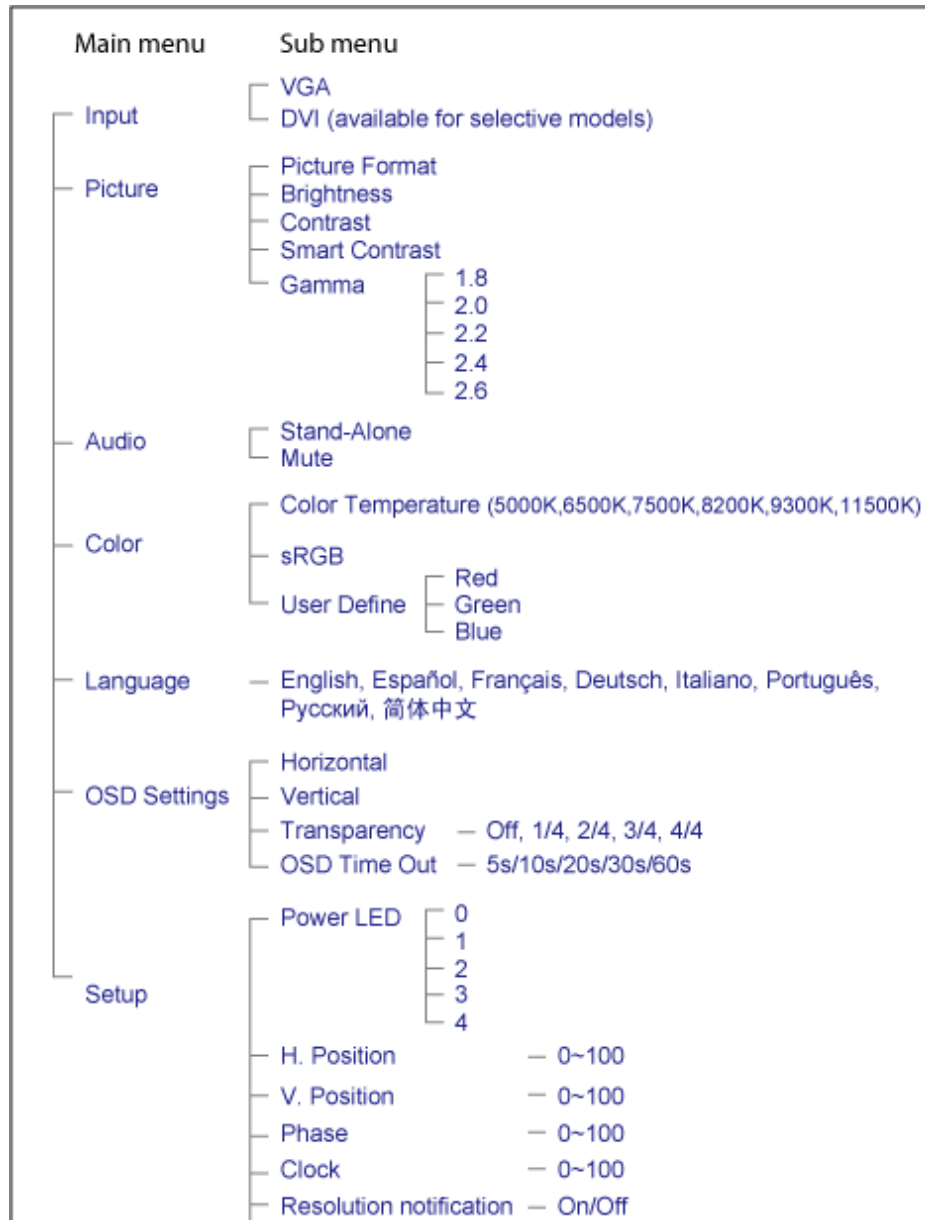 Main menu Sub menu
VGA
Input
DVI (available for selective models)
Picture Format
Picture
Brightness
Contrast
Smart Contrast
Gamma
1.8
2.0
2.2
2.4
2.6
Stand-Alone
Audio
Mute
Color Temperature (5000K,6500K,7500K,8200K,9300K,11500K)
Color
sRGB
Red
User Define
Green
Blue
Language English, Español, Français, Deutsch, Italiano, Português,
Русский, 简体中文
Horizontal
OSD Settings
Vertical
Transparency Off, 1/4, 2/4, 3/4, 4/4
OSD Time Out 5s/10s/20s/30s/60s
Power LED
0
1
2
Setup
3
4
H. Position 0~100
V. Position 0~100
Phase 0~100
Clock 0~100
Resolution notification On/Off